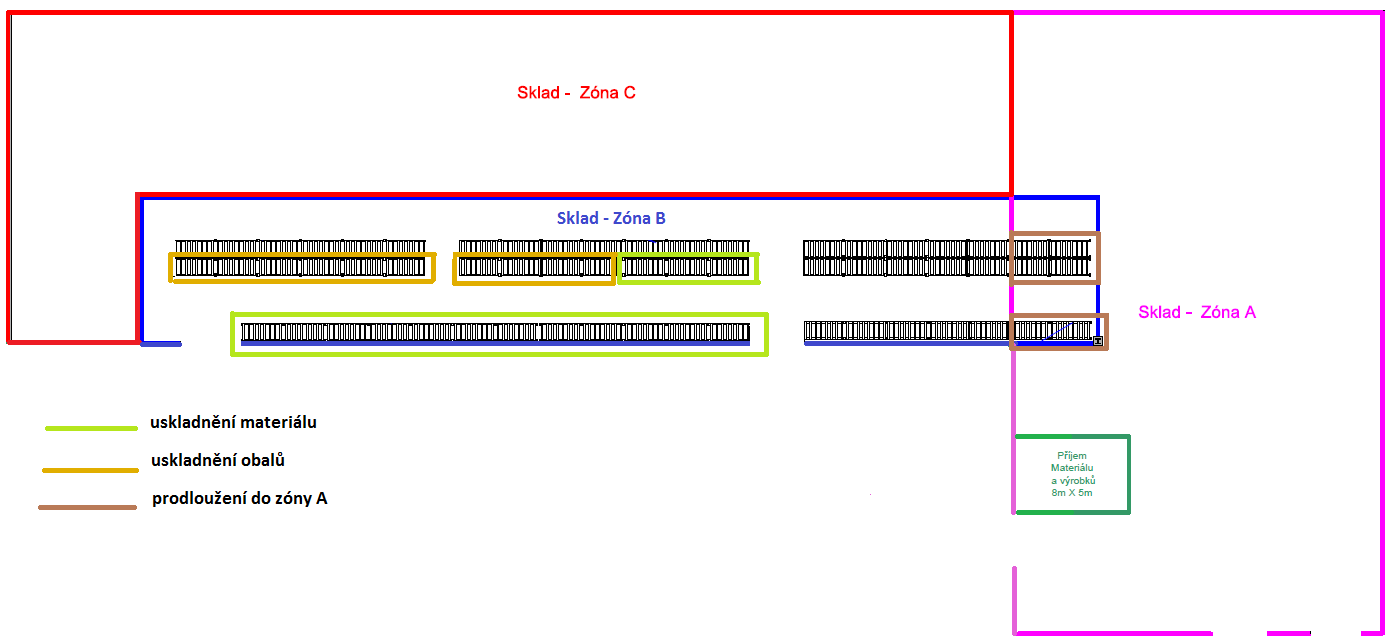 Sklad -  Zóna C
Sklad - Zóna B
Sklad -  Zóna A
uskladnění materiálu
uskladnění obalů
prodloužení do zóny A
Příjem
Materiálu
a výrobků
8m X 5m